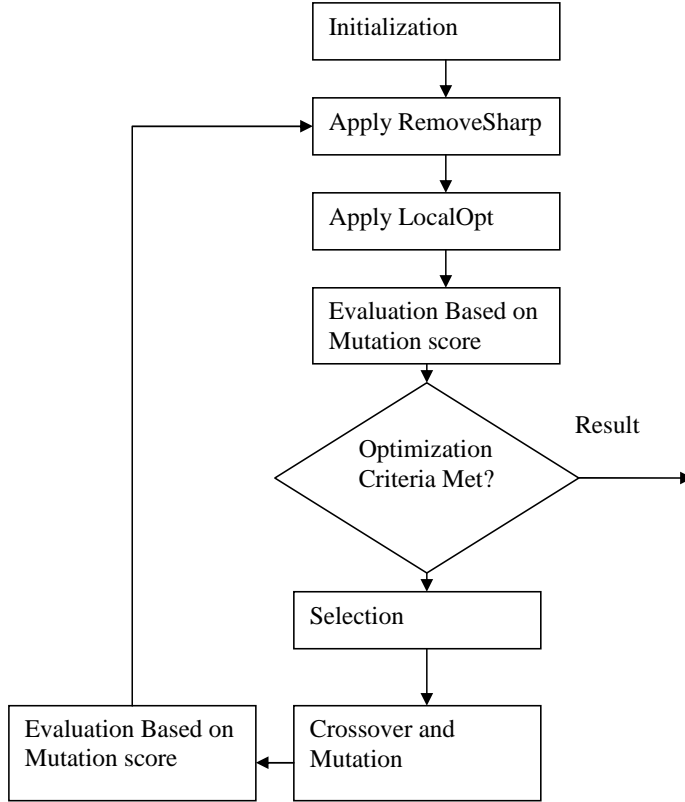 Initialization
Apply RemoveSharp
Apply LocalOpt
Evaluation Based on
Mutation score
Result
Optimization
Criteria Met?
Selection
Evaluation Based on
Mutation score
Crossover and
Mutation